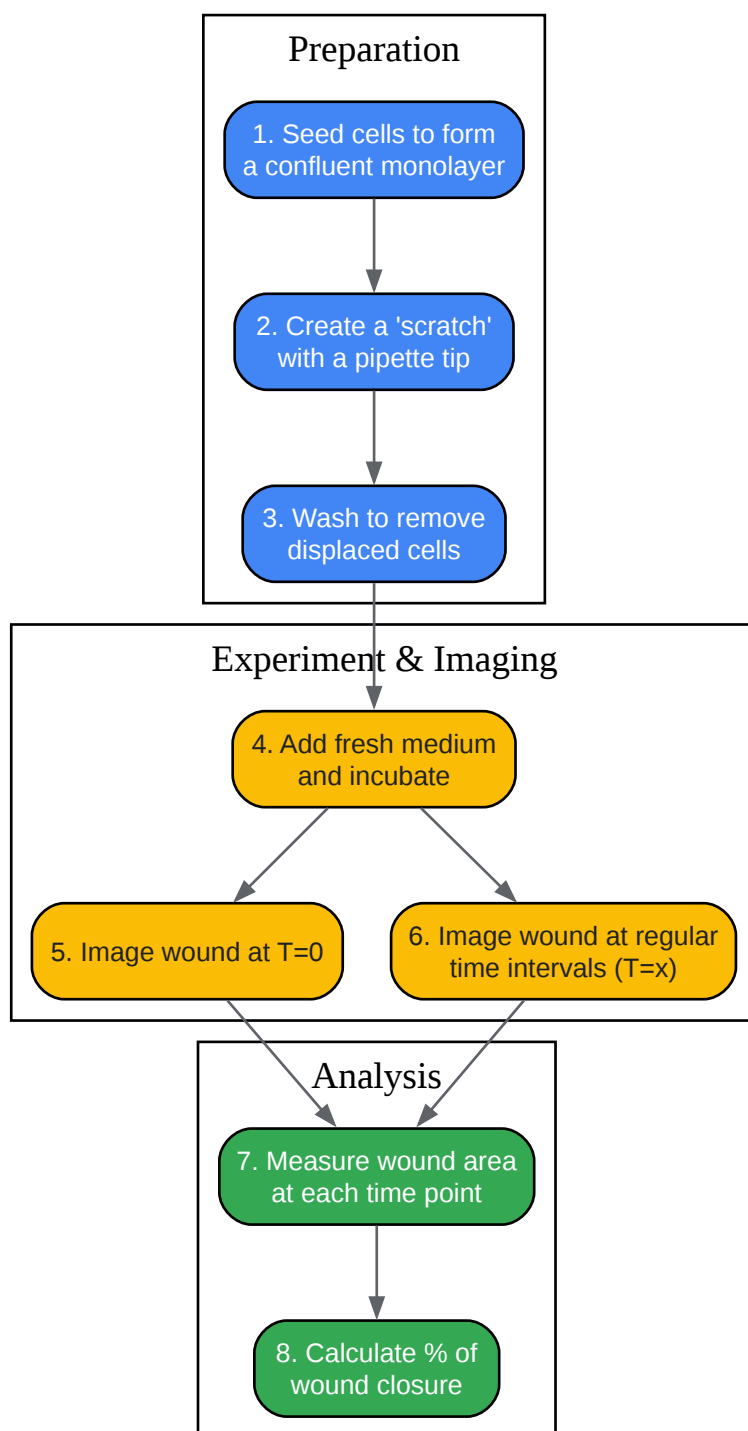 Preparation
1. Seed cells to form
a confluent monolayer
2. Create a 'scratch'
with a pipette tip
3. Wash to remove
displaced cells
Experiment & Imaging
4. Add fresh medium
and incubate
5. Image wound at T=0
6. Image wound at regular
time intervals (T=x)
Analysis
7. Measure wound area
at each time point
8. Calculate % of
wound closure